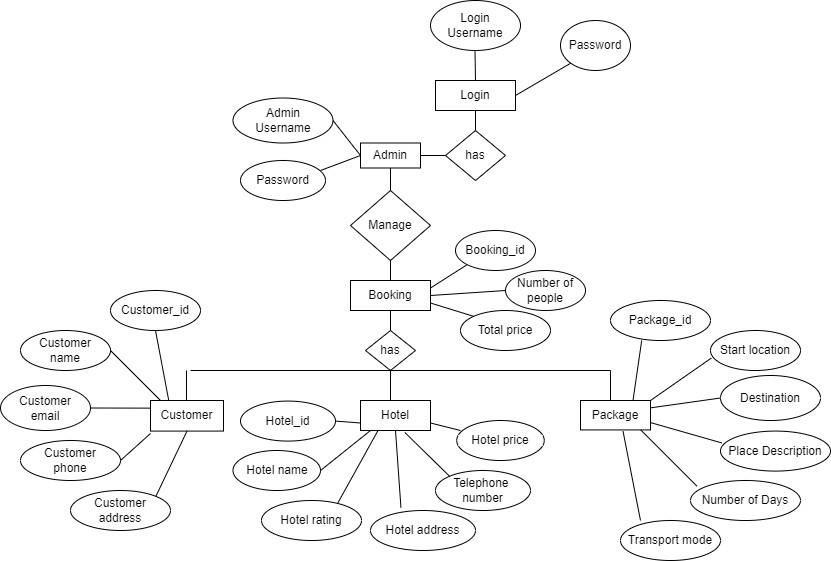 Login
Username
Password
Login
Admin
Username
Admin
has
Password
Manage
Booking_id
Number of
people
Booking
Total price
has
Customer_id
Customer
name
Customer
email
Customer
Customer
phone
Customer
address
Hotel_id
Hotel
Hotel price
Hotel name
Telephone
number
Hotel rating
Hotel address
Package_id
Start location
Destination
Package
Place Description
Number of Days
Transport mode